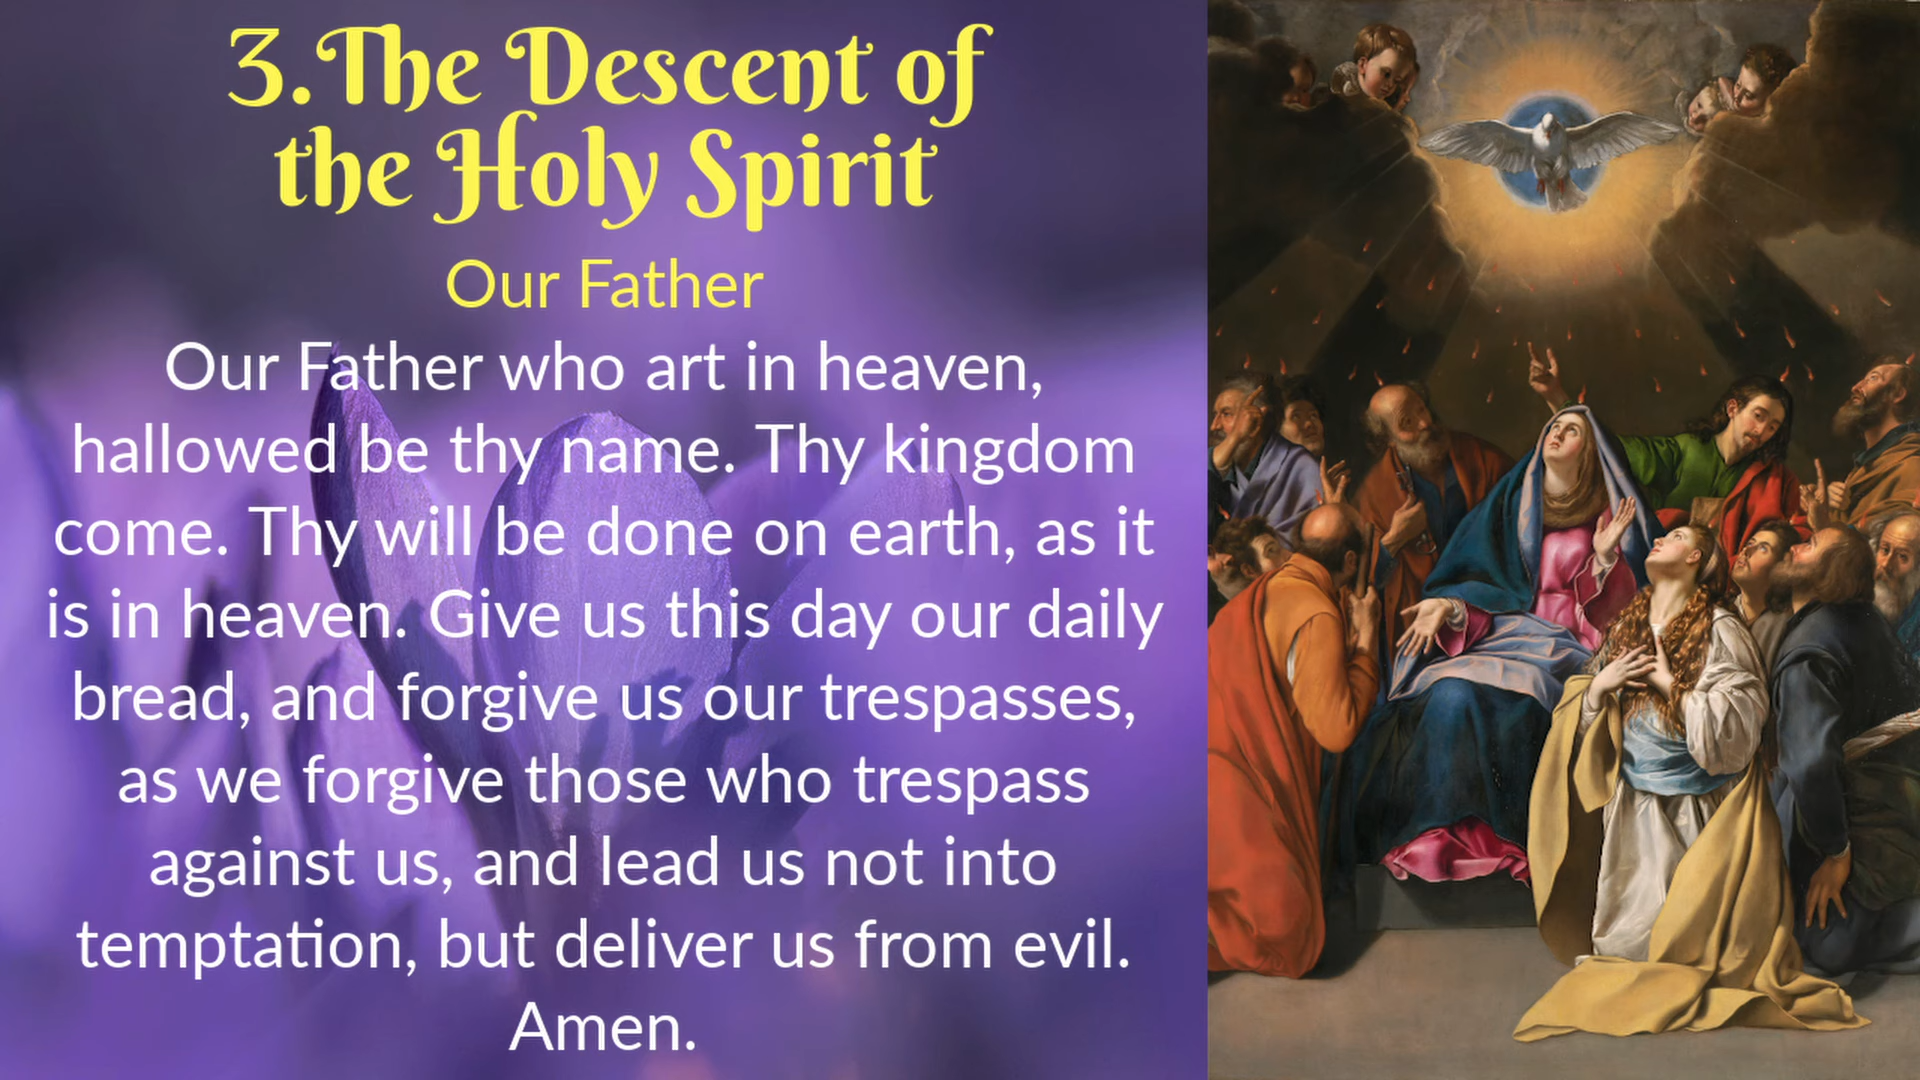 3.The Descent of
the Holy Spirit
Our Father
Our Father who art in heaven,
hallowed be thy name. Thy kingdom
come. Thy will be done on earth, as it
is in heaven. Give us this day our daily
bread, and forgive us our trespasses,
as we forgive those who trespass
against us, and lead us not into
temptation, but deliver us from evil.
Amen.